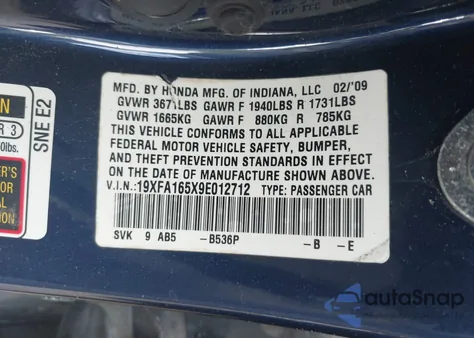 MFD. BY HONDA MFG. OF INDIANA, LLC 02/'09
GVWR 3671LBS GAWR F 1940LBS R 1731LBS
GVWR 1665KG GAWR F 880KG R 785KG
THIS VEHICLE CONFORMS TO ALL APPLICABLE
FEDERAL MOTOR VEHICLE SAFETY, BUMPER,
AND THEFT PREVENTION STANDARDS IN EFFECT
ON THE DATE OF MANUFACTURE SHOWN ABOVE.
V.I.N.: 19XFA165X9E012712 TYPE: PASSENGER CAR
SVK 9 AB5 -B536P -B -E
SNE E2
R 3
0lbs.
autoSnap